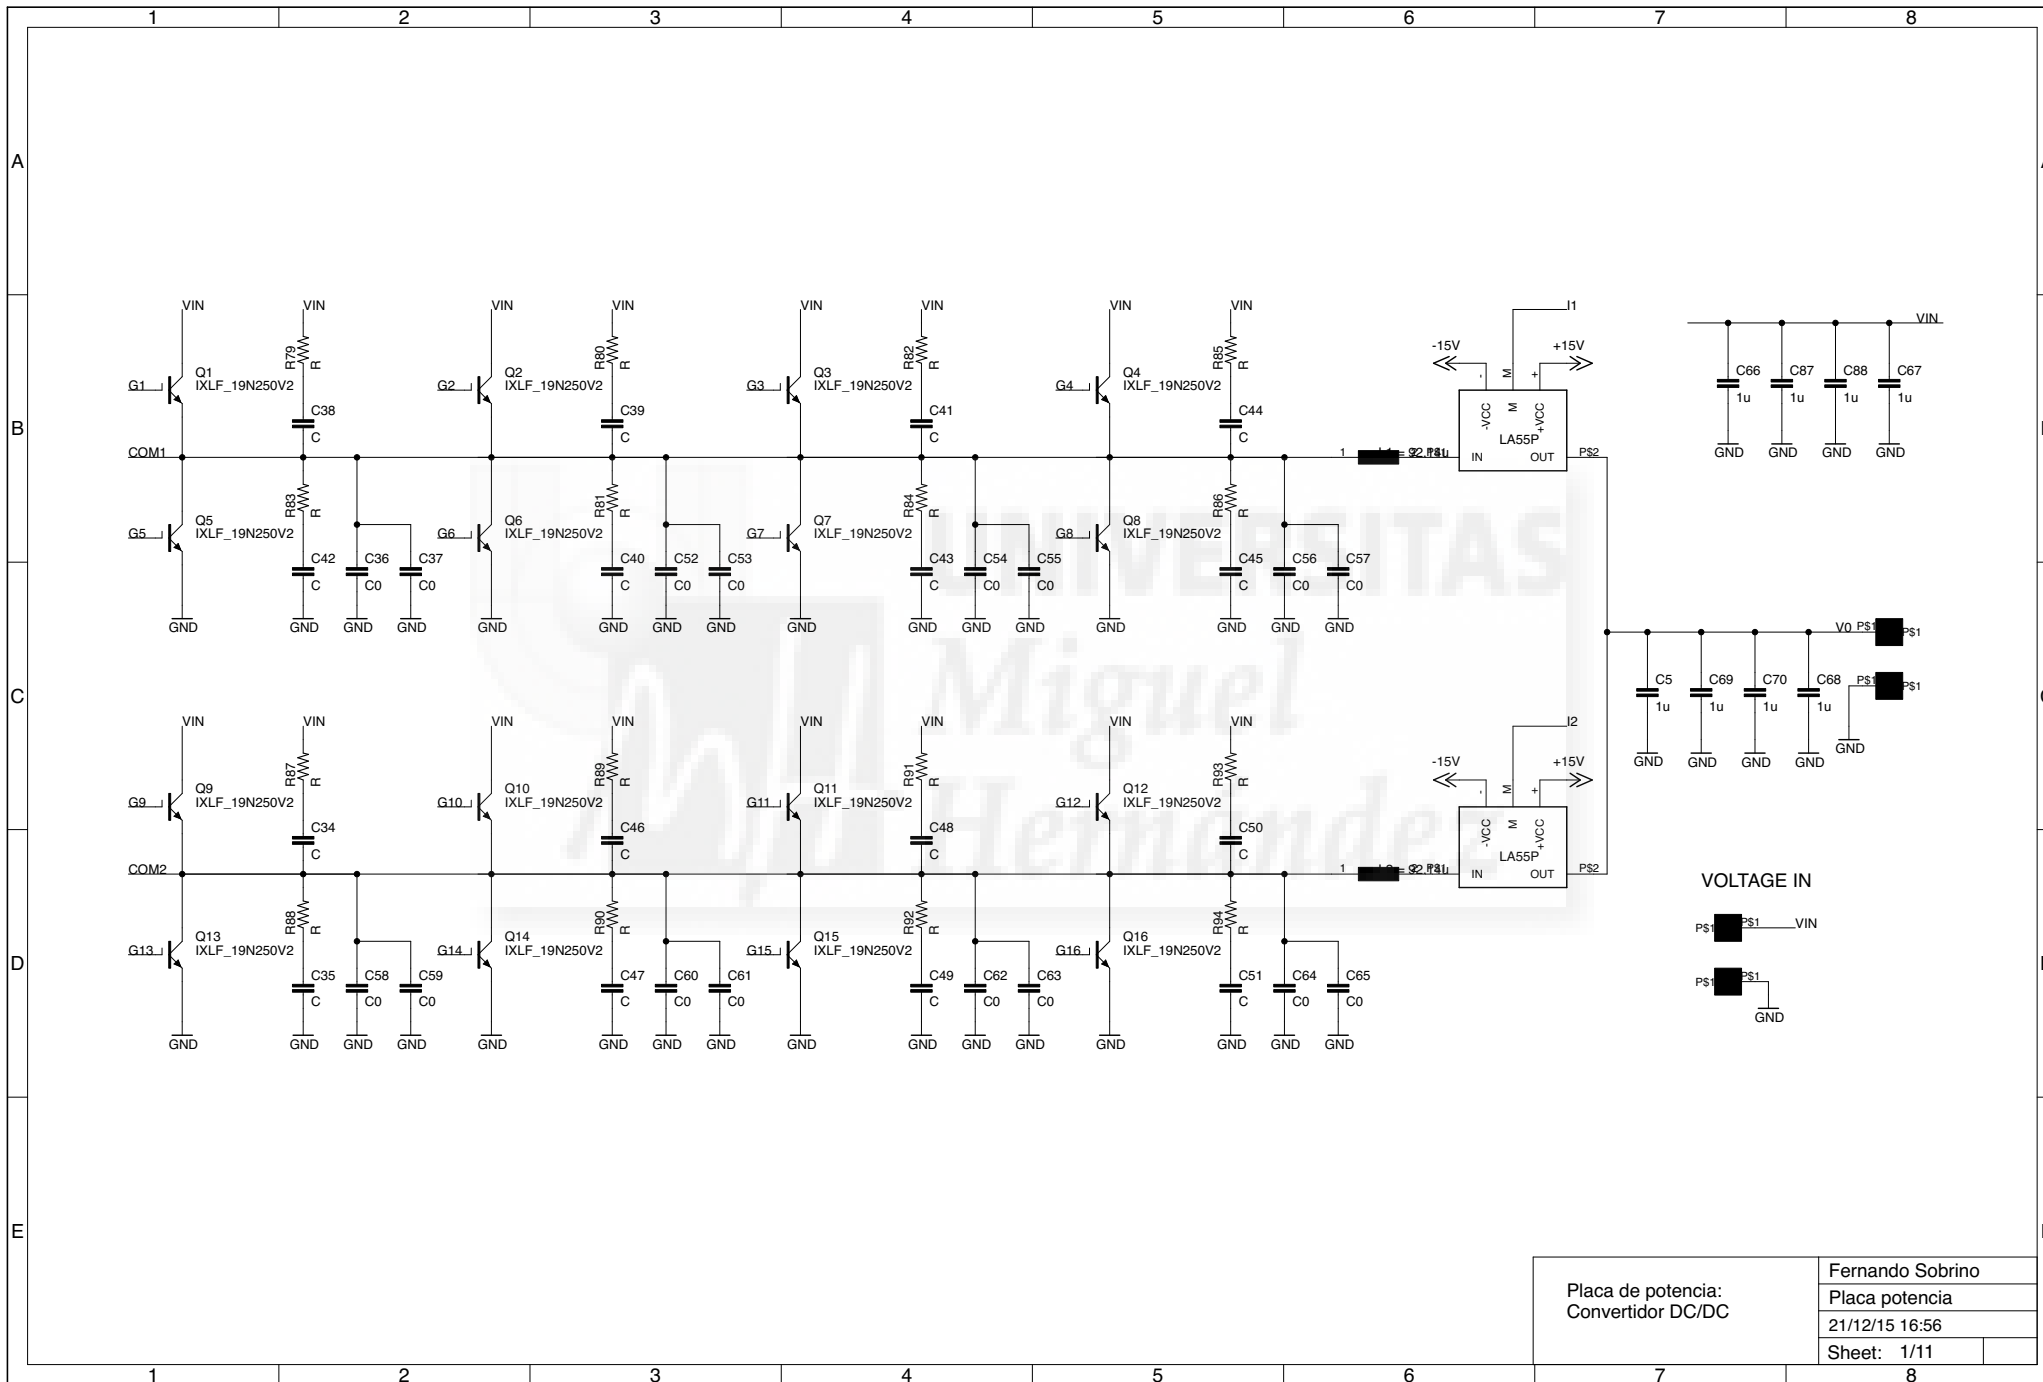 1 2 3 4 5 6 7 8
A
VIN VIN VIN VIN VIN VIN VIN VIN I1
VIN
-15V +15V
R79 R R80 R R82 R R85 R
G1 Q1 IXLF_19N250V2
G2 Q2 IXLF_19N250V2
G3 Q3 IXLF_19N250V2
G4 Q4 IXLF_19N250V2
- M +
-VCC M +VCC
LA55P
IN OUT
C66 1u C87 1u C88 1u C67 1u
GND GND GND GND
B
C38 C C39 C C41 C C44 C
COM1
1 P$2
R83 R R81 R R84 R R86 R
G5 Q5 IXLF_19N250V2
G6 Q6 IXLF_19N250V2
G7 Q7 IXLF_19N250V2
G8 Q8 IXLF_19N250V2
UNIVERSITAS
C42 C C36 C0 C37 C0
C40 C C52 C0 C53 C0
C43 C C54 C0 C55 C0
C45 C C56 C0 C57 C0
GND GND GND GND GND GND GND GND GND GND GND GND GND GND GND GND
V0 P$1 P$1
C
Miguel
C5 1u C69 1u C70 1u C68 1u
P$1 P$1
GND GND GND GND GND
VIN VIN VIN VIN VIN VIN VIN VIN I2
-15V +15V
R87 R R89 R R91 R R93 R
G9 Q9 IXLF_19N250V2
G10 Q10 IXLF_19N250V2
G11 Q11 IXLF_19N250V2
G12 Q12 IXLF_19N250V2
- M +
-VCC M +VCC
LA55P
IN OUT
Hernández
C34 C C46 C C48 C C50 C
COM2
1 P$2
VOLTAGE IN
P$1 P$1 VIN
P$1 P$1
GND
R88 R R90 R R92 R R94 R
D
G13 Q13 IXLF_19N250V2
G14 Q14 IXLF_19N250V2
G15 Q15 IXLF_19N250V2
G16 Q16 IXLF_19N250V2
C35 C C58 C0 C59 C0
C47 C C60 C0 C61 C0
C49 C C62 C0 C63 C0
C51 C C64 C0 C65 C0
GND GND GND GND GND GND GND GND GND GND GND GND GND GND GND GND
E
Placa de potencia:
Convertidor DC/DC
Fernando Sobrino
Placa potencia
21/12/15 16:56
Sheet: 1/11
1 2 3 4 5 6 7 8